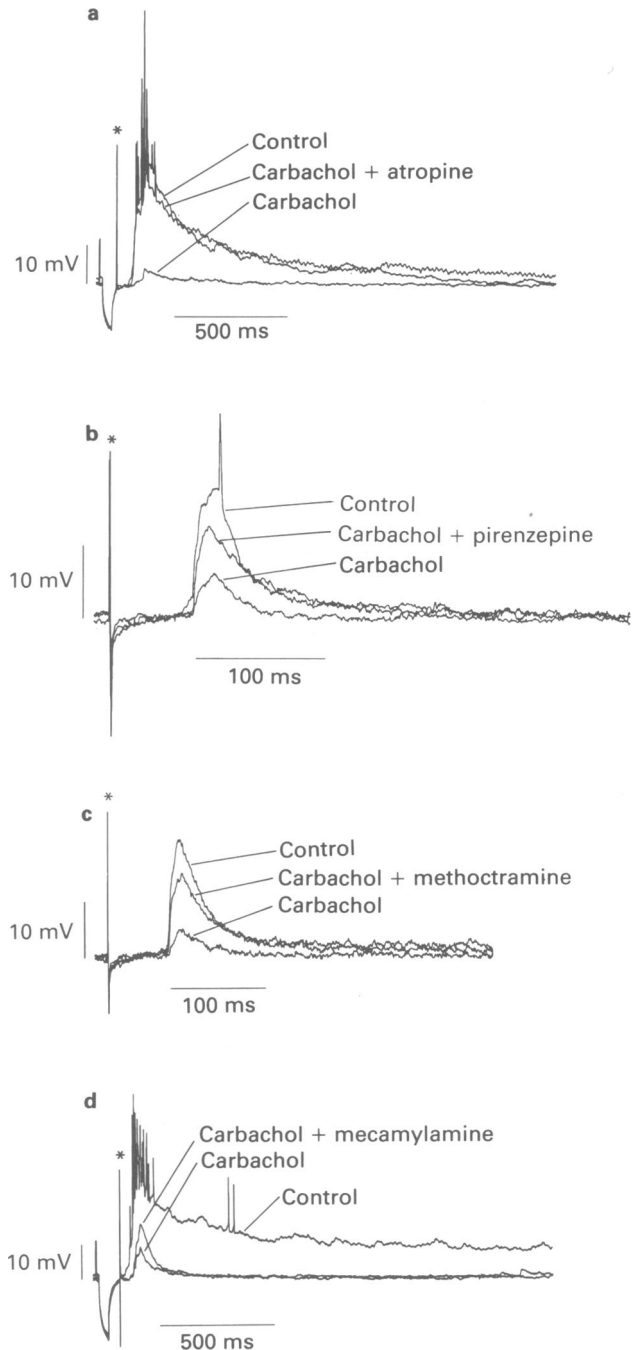 a
*
Control
Carbachol + atropine
Carbachol
10 mV
500 ms
b
*
Control
Carbachol + pirenzepine
Carbachol
10 mV
100 ms
*
c
Control
Carbachol + methoctramine
Carbachol
10 mV
100 ms
d
Carbachol + mecamylamine
*
Carbachol
Control
10 mV
500 ms